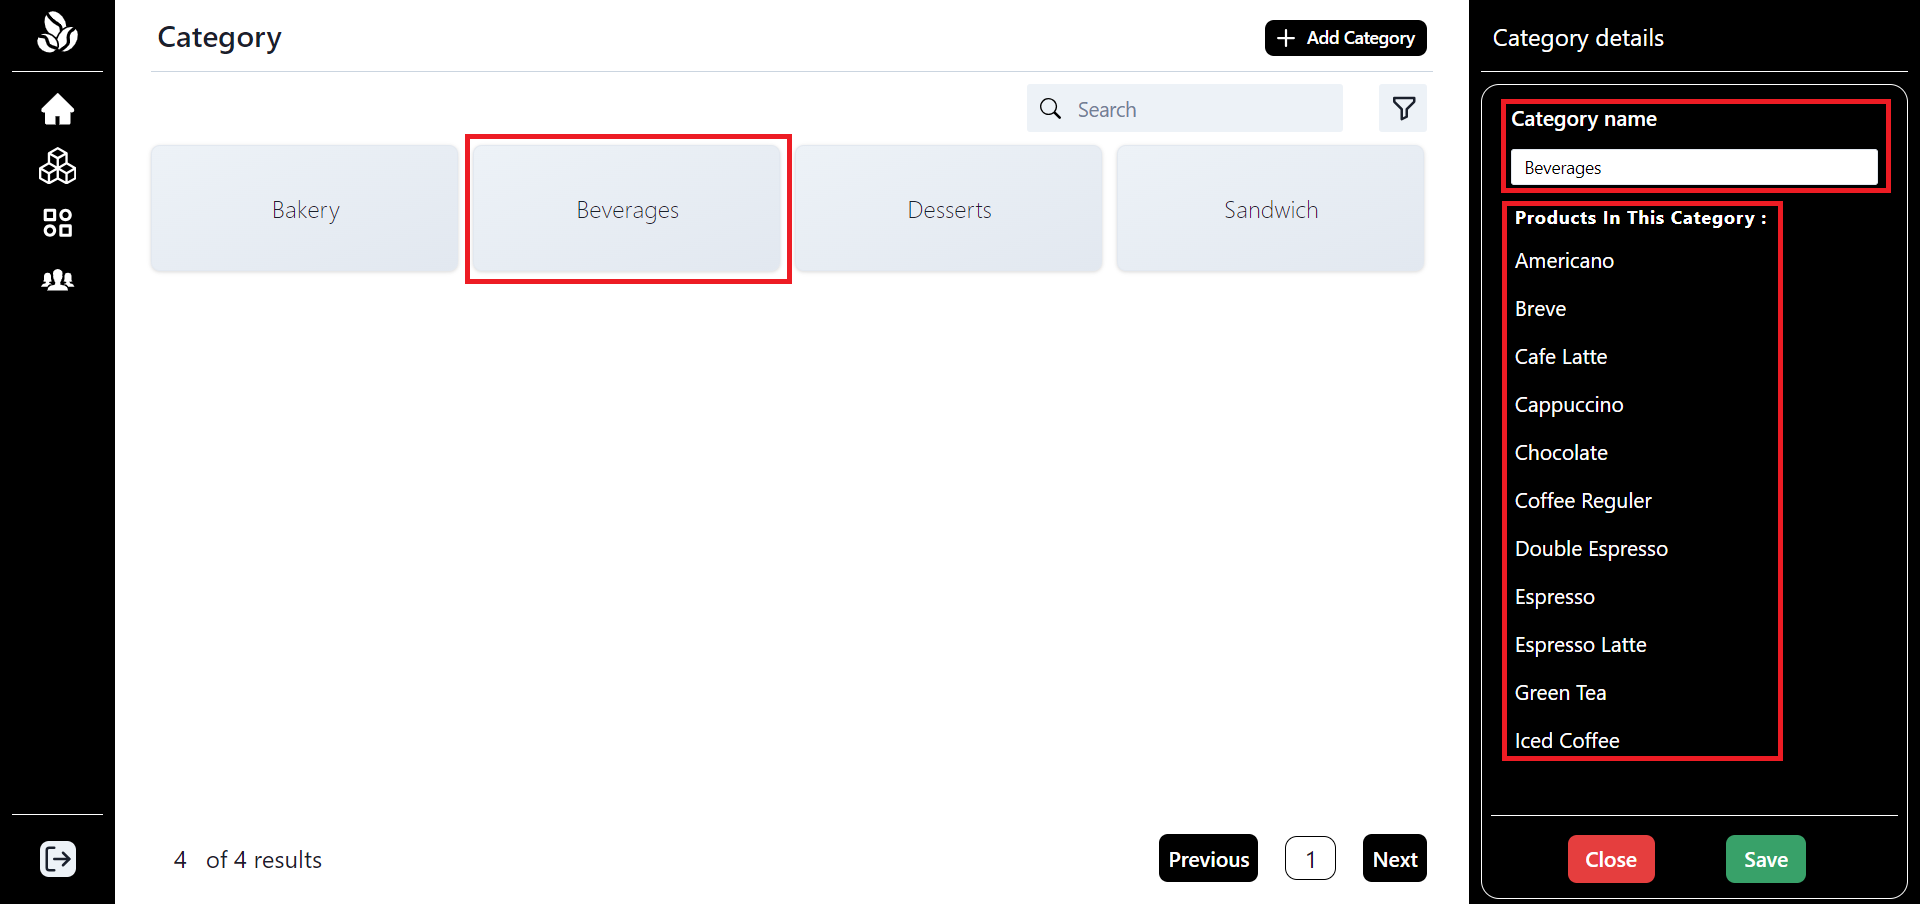 Category
Add Category
Search
Bakery
Beverages
Desserts
Sandwich
4 of 4 results
Previous
1
Next
Category details
Category name
Beverages
Products In This Category :
Americano
Breve
Cafe Latte
Cappuccino
Chocolate
Coffee Reguler
Double Espresso
Espresso
Espresso Latte
Green Tea
Iced Coffee
Close
Save